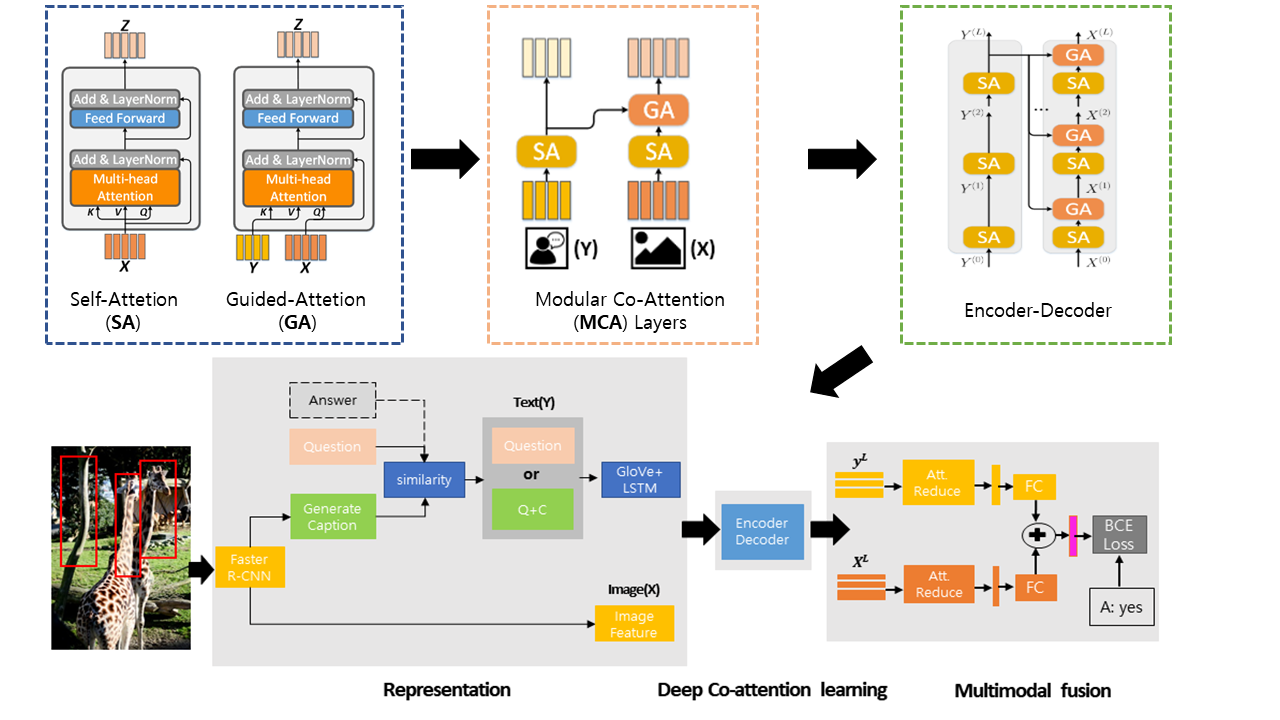 Z
Add & LayerNorm
Feed Forward
Add & LayerNorm
Multi-head
Attention
K V Q
X
Self-Attetion
(SA)
Z
Add & LayerNorm
Feed Forward
Add & LayerNorm
Multi-head
Attention
K V Q
Y X
Guided-Attetion
(GA)
GA
SA SA
(Y) (X)
Modular Co-Attention
(MCA) Layers
Y(L) X(L)
GA
SA SA
...
Y(2) X(2)
GA
SA SA
Y(1) X(1)
GA
SA SA
Y(0) X(0)
Encoder-Decoder
Answer
Question
Generate
Caption
Faster
R-CNN
similarity
Text(Y)
Question
or
Q+C
GloVe+
LSTM
Image(X)
Image
Feature
Representation
Encoder
Decoder
Deep Co-attention learning
yL
Att.
Reduce
FC
+
BCE
Loss
XL
Att.
Reduce
FC
A: yes
Multimodal fusion